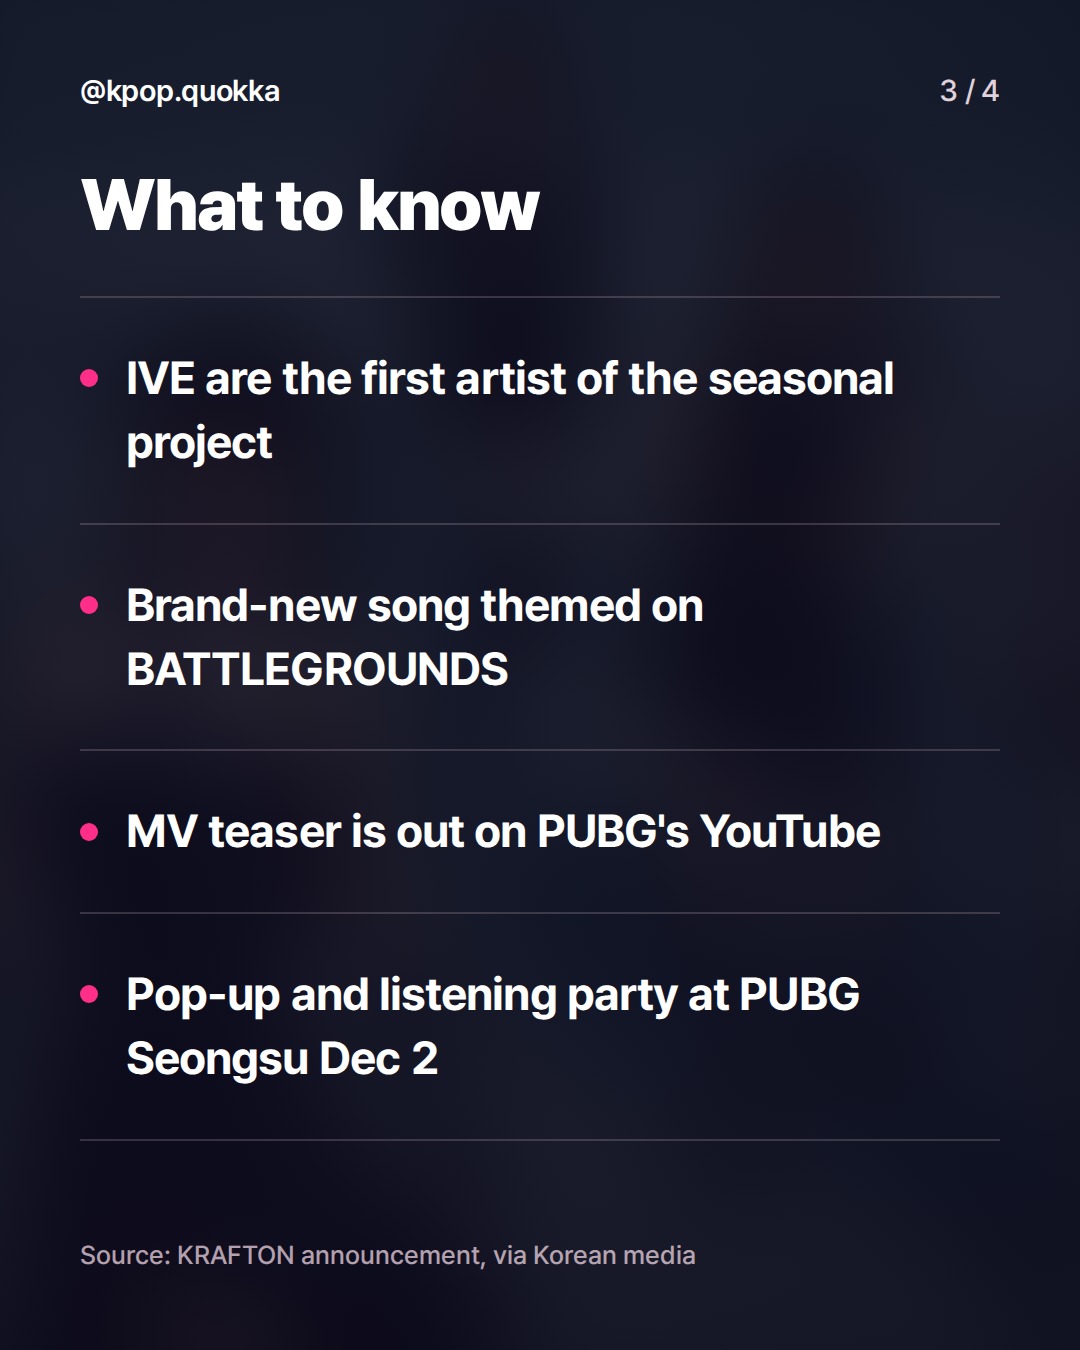 @kpop.quokka
3 / 4
What to know
IVE are the first artist of the seasonal
project
Brand-new song themed on
BATTLEGROUNDS
MV teaser is out on PUBG's YouTube
Pop-up and listening party at PUBG
Seongsu Dec 2
Source: KRAFTON announcement, via Korean media